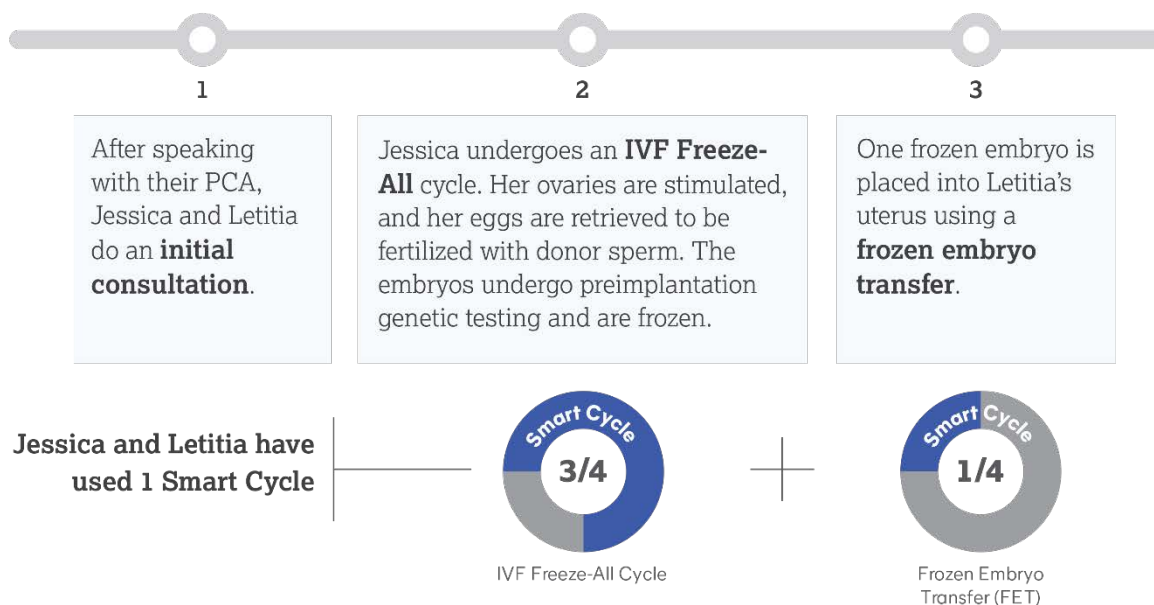 1
2
3
After speaking
with their PCA,
Jessica and Letitia
do an initial
consultation.
Jessica undergoes an IVF Freeze-
All cycle. Her ovaries are stimulated,
and her eggs are retrieved to be
fertilized with donor sperm. The
embryos undergo preimplantation
genetic testing and are frozen.
One frozen embryo is
placed into Letitia’s
uterus using a
frozen embryo
transfer.
Jessica and Letitia have
used 1 Smart Cycle
Smart Cycle
3/4
IVF Freeze-All Cycle
+
Smart Cycle
1/4
Frozen Embryo
Transfer (FET)